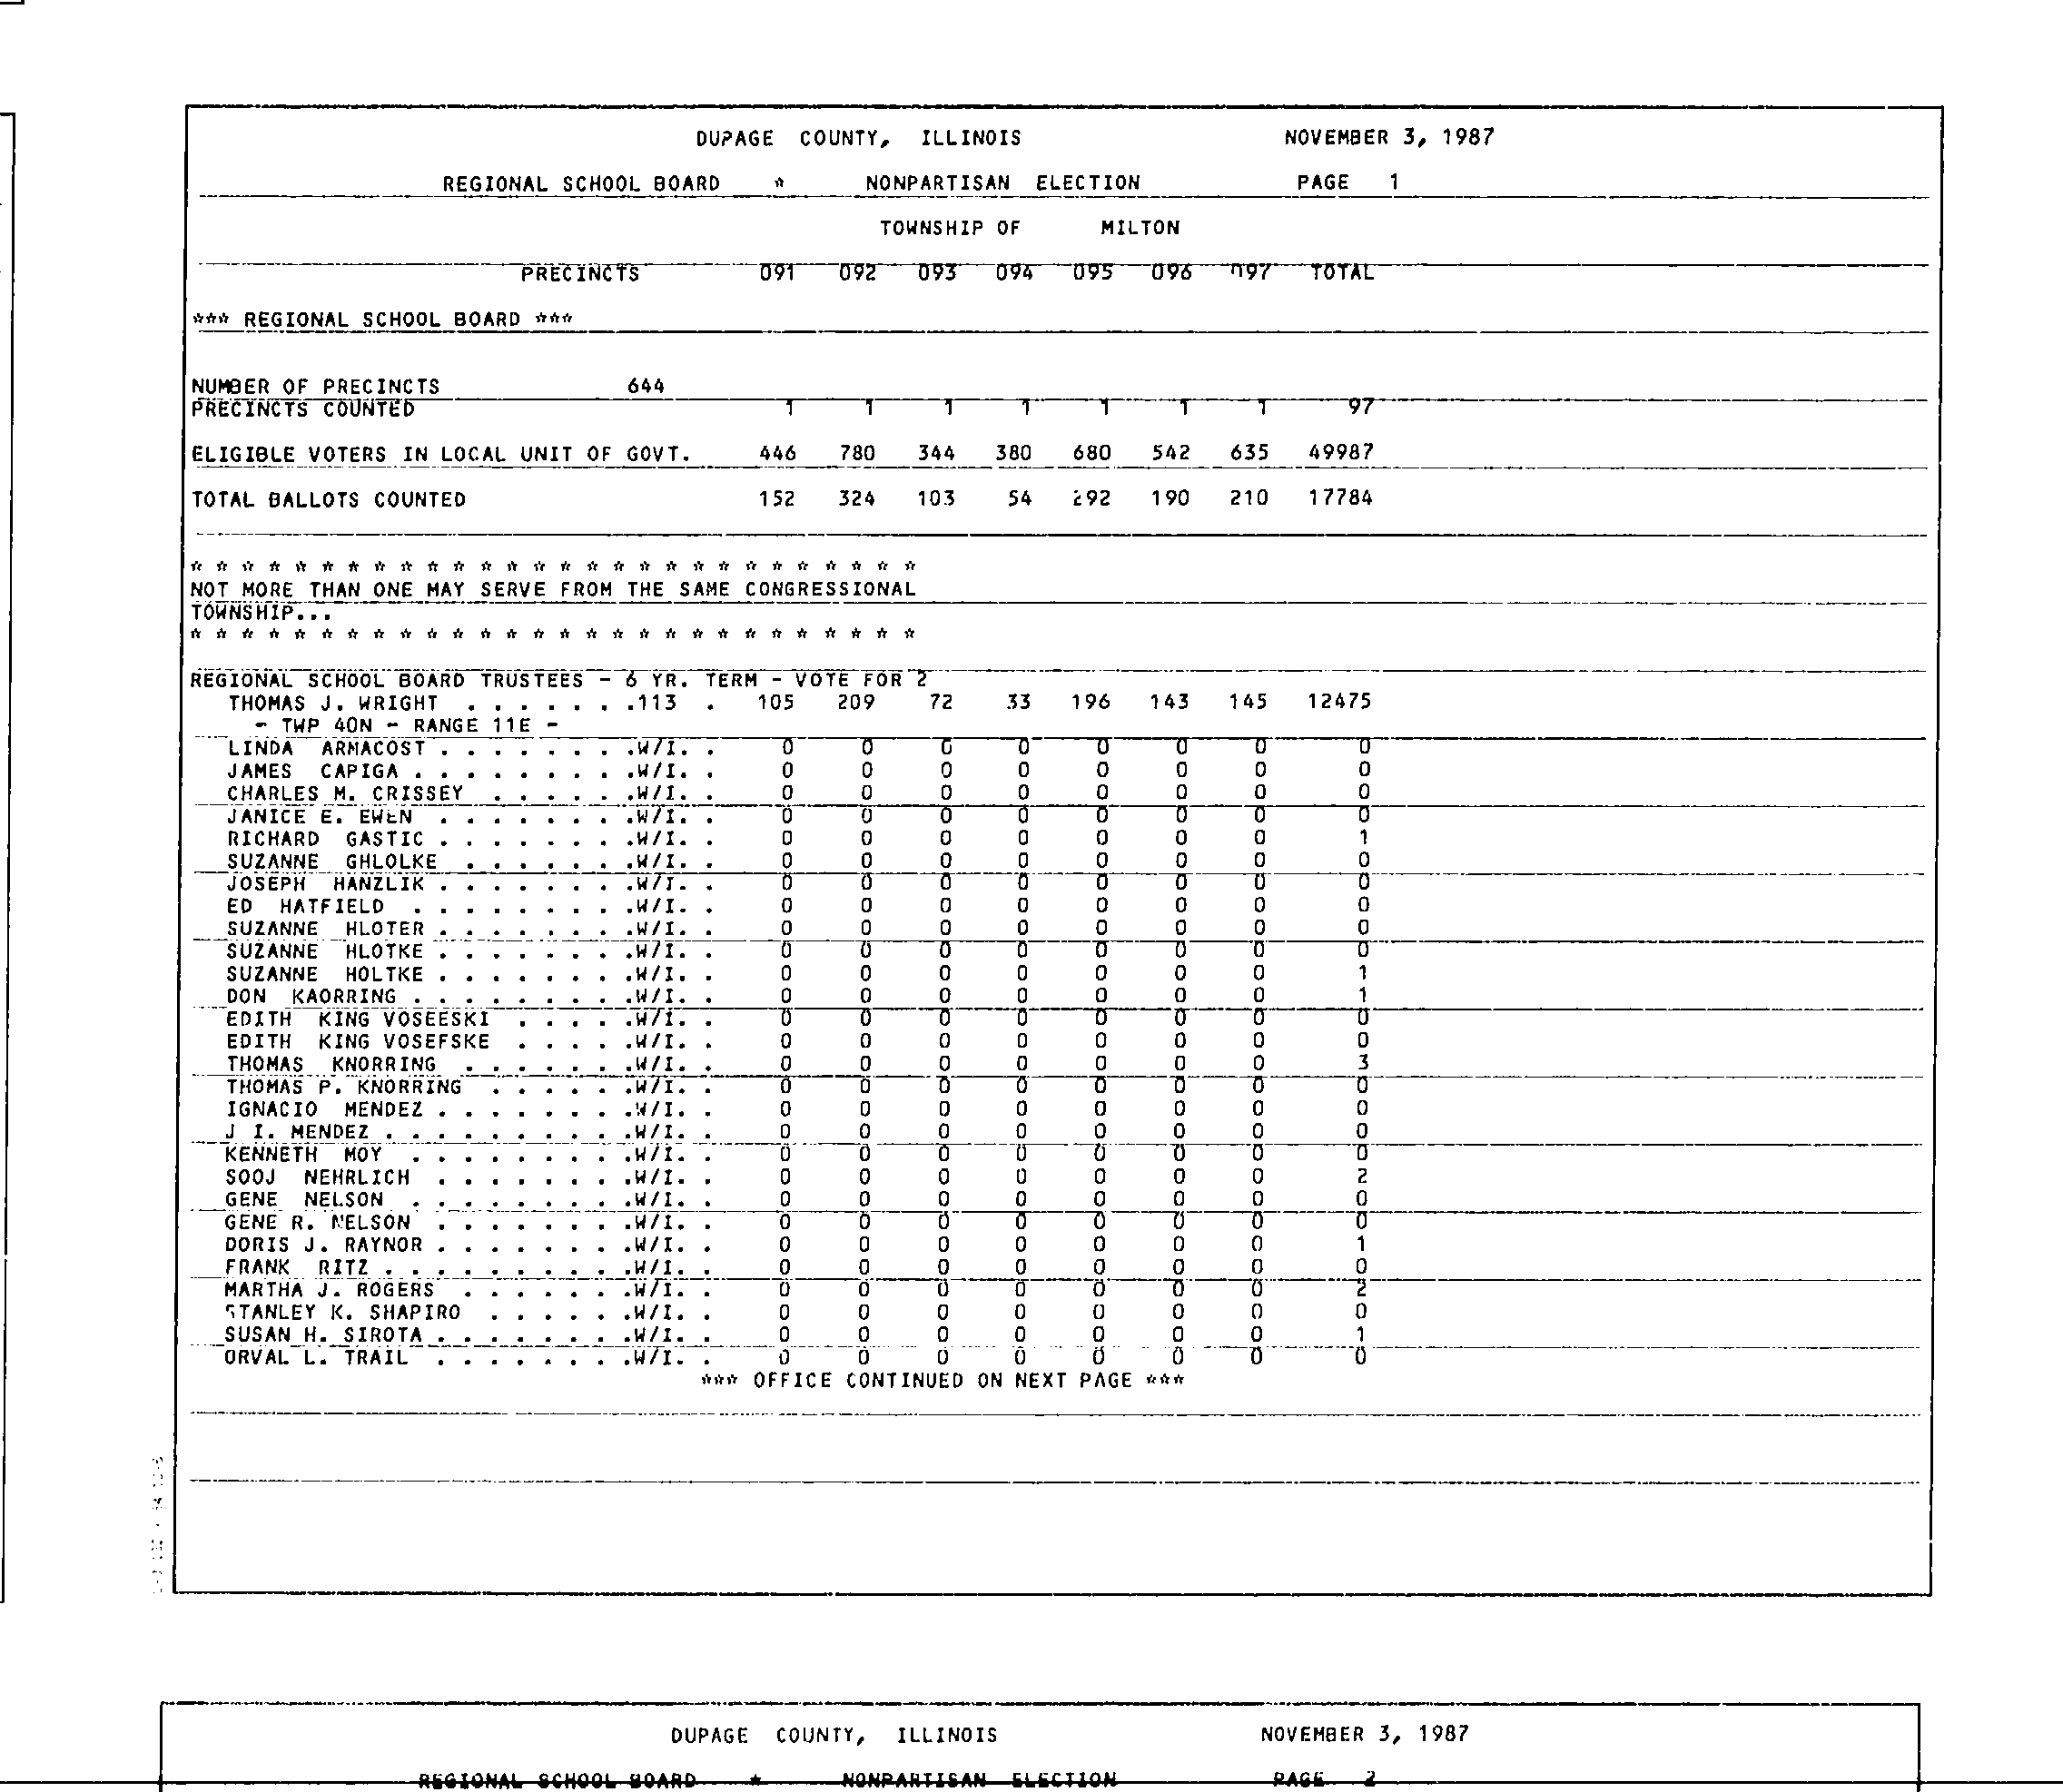 DUPAGE COUNTY, ILLINOIS NOVEMBER 3, 1987
REGIONAL SCHOOL BOARD * NONPARTISAN ELECTION PAGE 1
TOWNSHIP OF MILTON
PRECINCTS 091 092 093 094 095 096 097 TOTAL
*** REGIONAL SCHOOL BOARD ***
NUMBER OF PRECINCTS 644
PRECINCTS COUNTED 1 1 1 1 1 1 1 97
ELIGIBLE VOTERS IN LOCAL UNIT OF GOVT. 446 780 344 380 680 542 635 49987
TOTAL BALLOTS COUNTED 152 324 103 54 292 190 210 17784
* * * * * * * * * * * * * * * * * * * * * * * * * * * *
NOT MORE THAN ONE MAY SERVE FROM THE SAME CONGRESSIONAL
TOWNSHIP...
* * * * * * * * * * * * * * * * * * * * * * * * * * * *
REGIONAL SCHOOL BOARD TRUSTEES - 6 YR. TERM - VOTE FOR 2
THOMAS J. WRIGHT . . . . . . .113 . 105 209 72 33 196 143 145 12475
- TWP 40N - RANGE 11E -
LINDA ARMACOST . . . . . . . .W/I. . 0 0 0 0 0 0 0 0
JAMES CAPIGA . . . . . . . . .W/I. . 0 0 0 0 0 0 0 0
CHARLES M. CRISSEY . . . . . .W/I. . 0 0 0 0 0 0 0 0
JANICE E. EWEN . . . . . . . .W/I. . 0 0 0 0 0 0 0 0
RICHARD GASTIC . . . . . . . .W/I. . 0 0 0 0 0 0 0 1
SUZANNE GHLOLKE . . . . . . .W/I. . 0 0 0 0 0 0 0 0
JOSEPH HANZLIK . . . . . . . .W/I. . 0 0 0 0 0 0 0 0
ED HATFIELD . . . . . . . . .W/I. . 0 0 0 0 0 0 0 0
SUZANNE HLOTER . . . . . . . .W/I. . 0 0 0 0 0 0 0 0
SUZANNE HLOTKE . . . . . . . .W/I. . 0 0 0 0 0 0 0 0
SUZANNE HOLTKE . . . . . . . .W/I. . 0 0 0 0 0 0 0 1
DON KAORRING . . . . . . . . .W/I. . 0 0 0 0 0 0 0 1
EDITH KING VOSEESKI . . . . .W/I. . 0 0 0 0 0 0 0 0
EDITH KING VOSEFSKE . . . . .W/I. . 0 0 0 0 0 0 0 0
THOMAS KNORRING . . . . . . .W/I. . 0 0 0 0 0 0 0 3
THOMAS P. KNORRING . . . . . .W/I. . 0 0 0 0 0 0 0 0
IGNACIO MENDEZ . . . . . . . .W/I. . 0 0 0 0 0 0 0 0
J I. MENDEZ . . . . . . . . . .W/I. . 0 0 0 0 0 0 0 0
KENNETH MOY . . . . . . . . .W/I. . 0 0 0 0 0 0 0 0
SOOJ NEHRLICH . . . . . . . .W/I. . 0 0 0 0 0 0 0 2
GENE NELSON . . . . . . . . .W/I. . 0 0 0 0 0 0 0 0
GENE R. NELSON . . . . . . . .W/I. . 0 0 0 0 0 0 0 0
DORIS J. RAYNOR . . . . . . . .W/I. . 0 0 0 0 0 0 0 1
FRANK RITZ . . . . . . . . . .W/I. . 0 0 0 0 0 0 0 0
MARTHA J. ROGERS . . . . . . .W/I. . 0 0 0 0 0 0 0 2
STANLEY K. SHAPIRO . . . . . .W/I. . 0 0 0 0 0 0 0 0
SUSAN H. SIROTA . . . . . . . .W/I. . 0 0 0 0 0 0 0 1
ORVAL L. TRAIL . . . . . . . .W/I. . 0 0 0 0 0 0 0 0
*** OFFICE CONTINUED ON NEXT PAGE ***
DUPAGE COUNTY, ILLINOIS NOVEMBER 3, 1987
REGIONAL SCHOOL BOARD * NONPARTISAN ELECTION PAGE 2